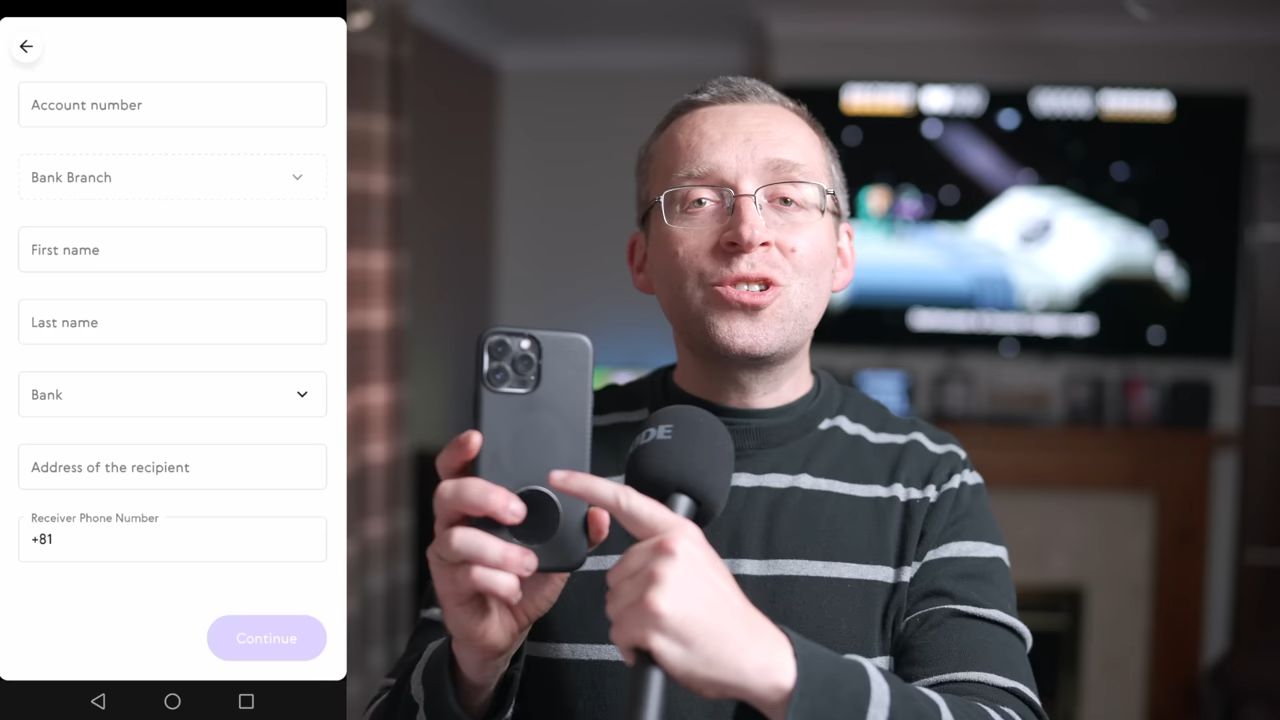 Account number
Bank Branch
First name
Last name
Bank
Address of the recipient
Receiver Phone Number
+81
Continue